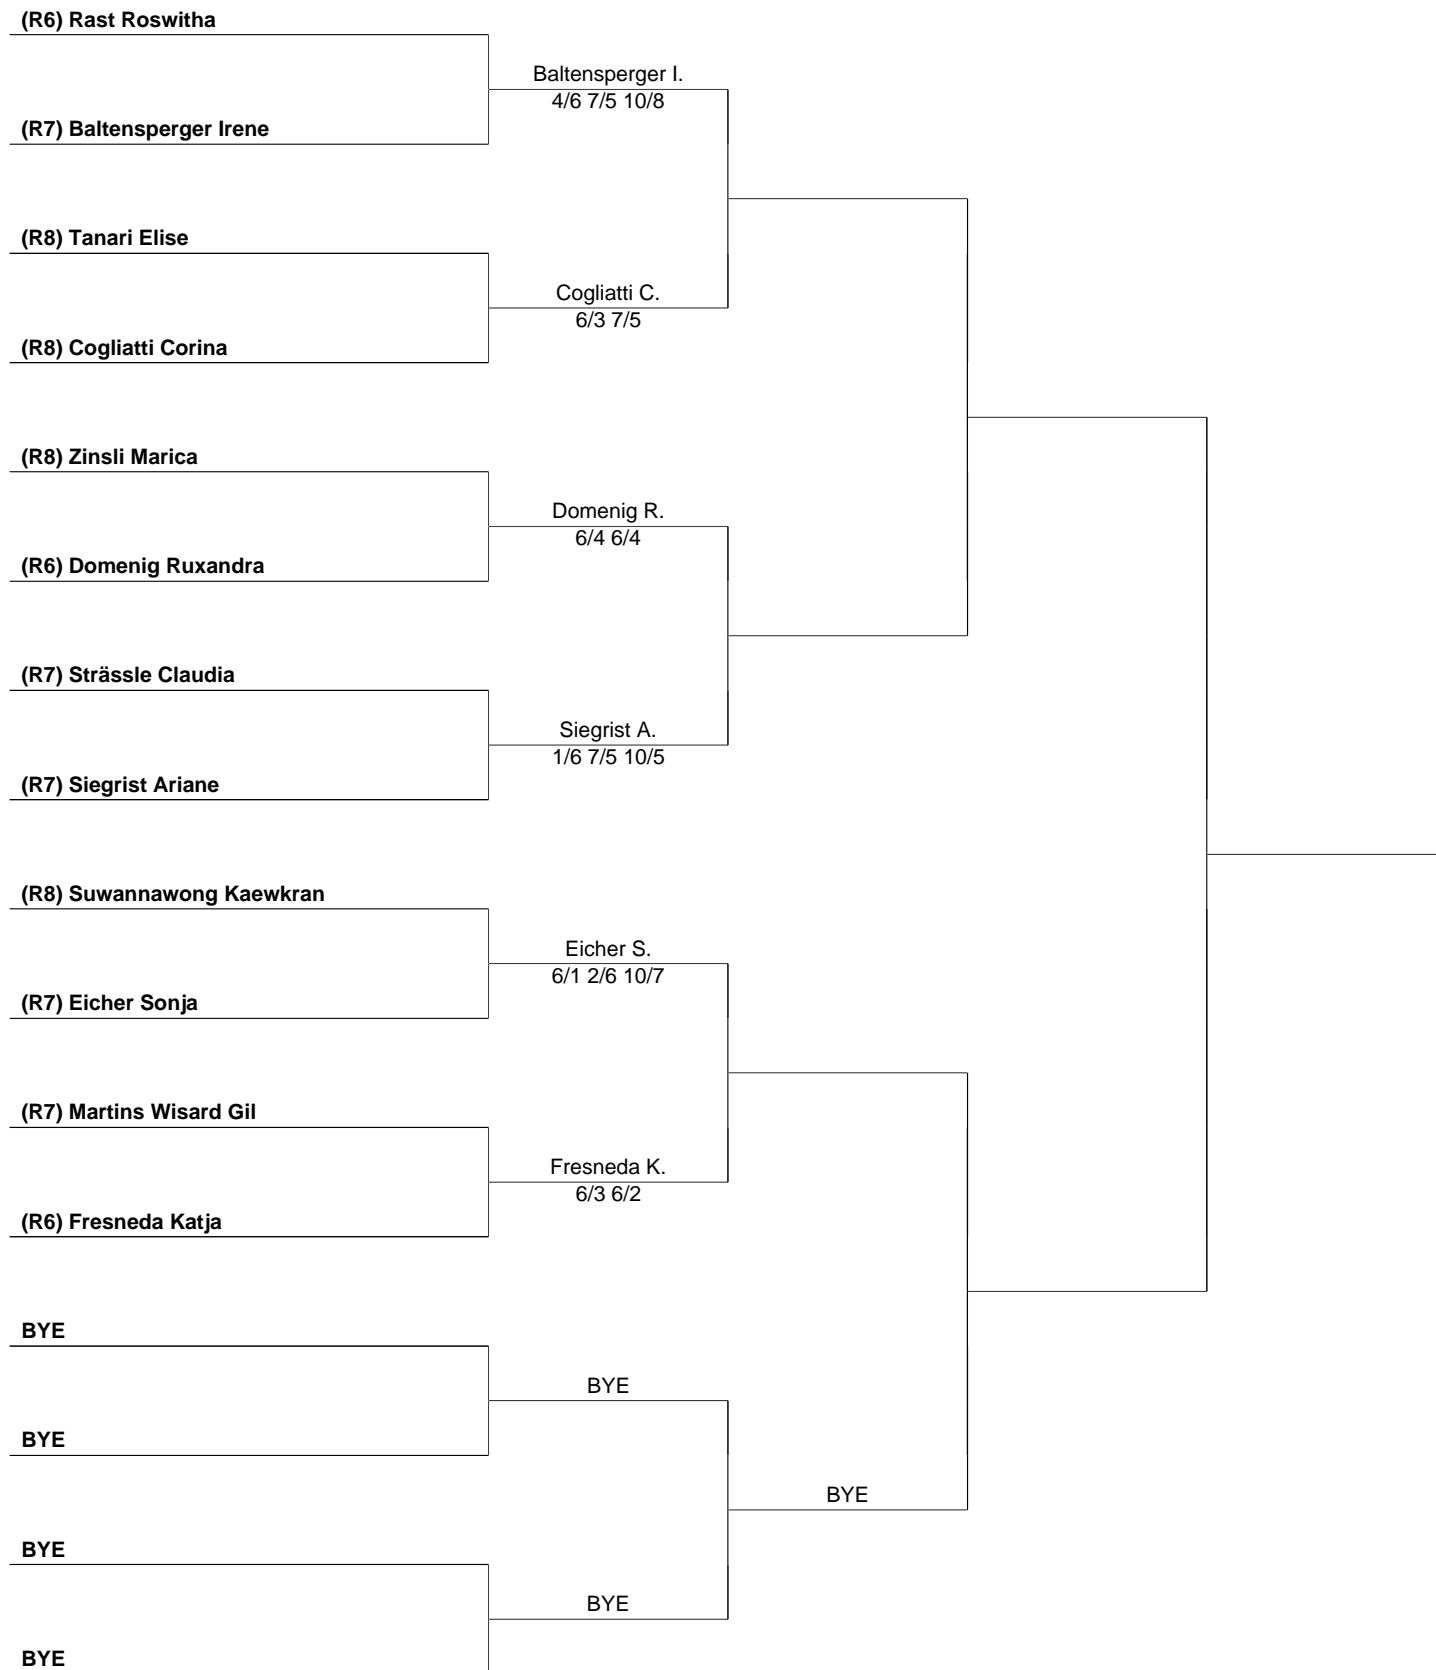 (R6) Rast Roswitha
Baltensperger I.
4/6 7/5 10/8
(R7) Baltensperger Irene
(R8) Tanari Elise
Cogliatti C.
6/3 7/5
(R8) Cogliatti Corina
(R8) Zinsli Marica
Domenig R.
6/4 6/4
(R6) Domenig Ruxandra
(R7) Strässle Claudia
Siegrist A.
1/6 7/5 10/5
(R7) Siegrist Ariane
(R8) Suwannawong Kaewkran
Eicher S.
6/1 2/6 10/7
(R7) Eicher Sonja
(R7) Martins Wisard Gil
Fresneda K.
6/3 6/2
(R6) Fresneda Katja
BYE
BYE
BYE
BYE
BYE
BYE
BYE